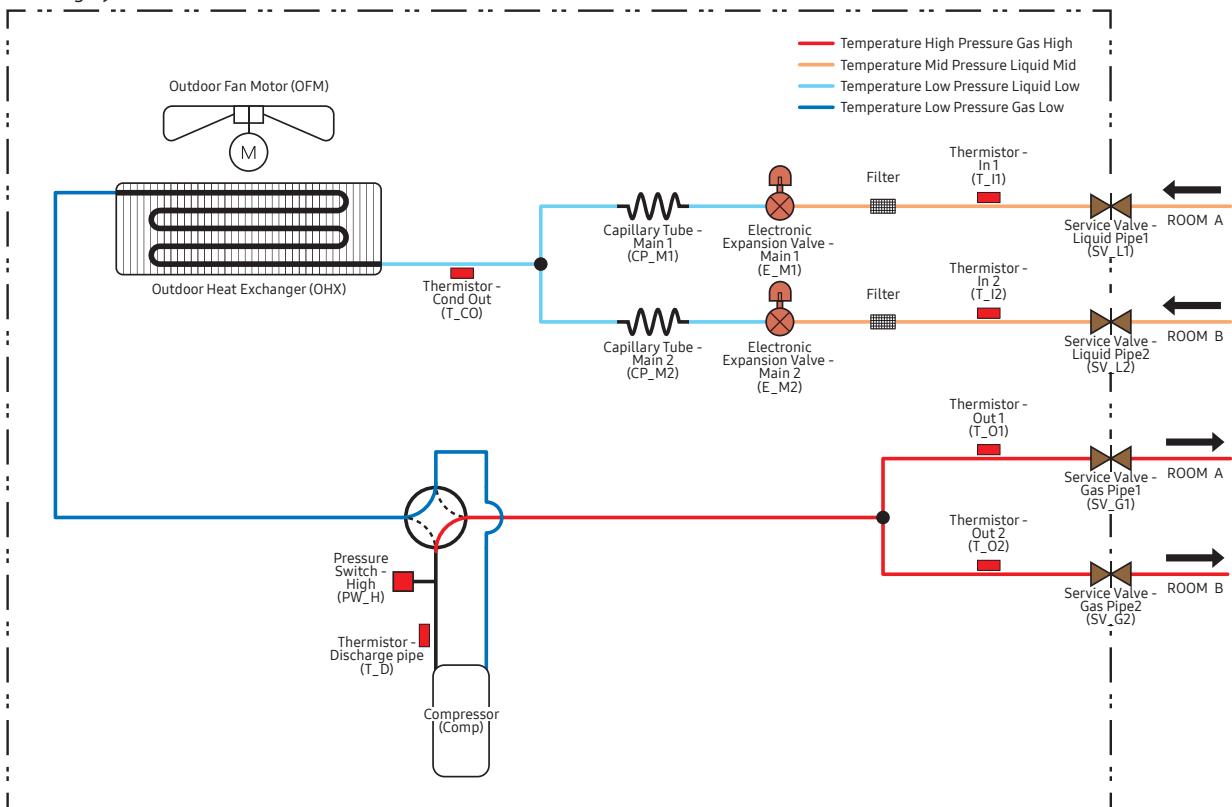 Temperature High Pressure Gas High
Temperature Mid Pressure Liquid Mid
Temperature Low Pressure Liquid Low
Temperature Low Pressure Gas Low
Outdoor Fan Motor (OFM)
M
Outdoor Heat Exchanger (OHX)
Thermistor -
Cond Out
(T_CO)
Capillary Tube -
Main 1
(CP_M1)
Electronic
Expansion Valve -
Main 1
(E_M1)
Filter
Thermistor -
In 1
(T_I1)
Service Valve -
Liquid Pipe1
(SV_L1)
ROOM A
Capillary Tube -
Main 2
(CP_M2)
Electronic
Expansion Valve -
Main 2
(E_M2)
Filter
Thermistor -
In 2
(T_I2)
Service Valve -
Liquid Pipe2
(SV_L2)
ROOM B
Thermistor -
Out 1
(T_O1)
Service Valve -
Gas Pipe1
(SV_G1)
ROOM A
Thermistor -
Out 2
(T_O2)
Service Valve -
Gas Pipe2
(SV_G2)
ROOM B
Pressure
Switch -
High
(PW_H)
Thermistor -
Discharge pipe
(T_D)
Compressor
(Comp)